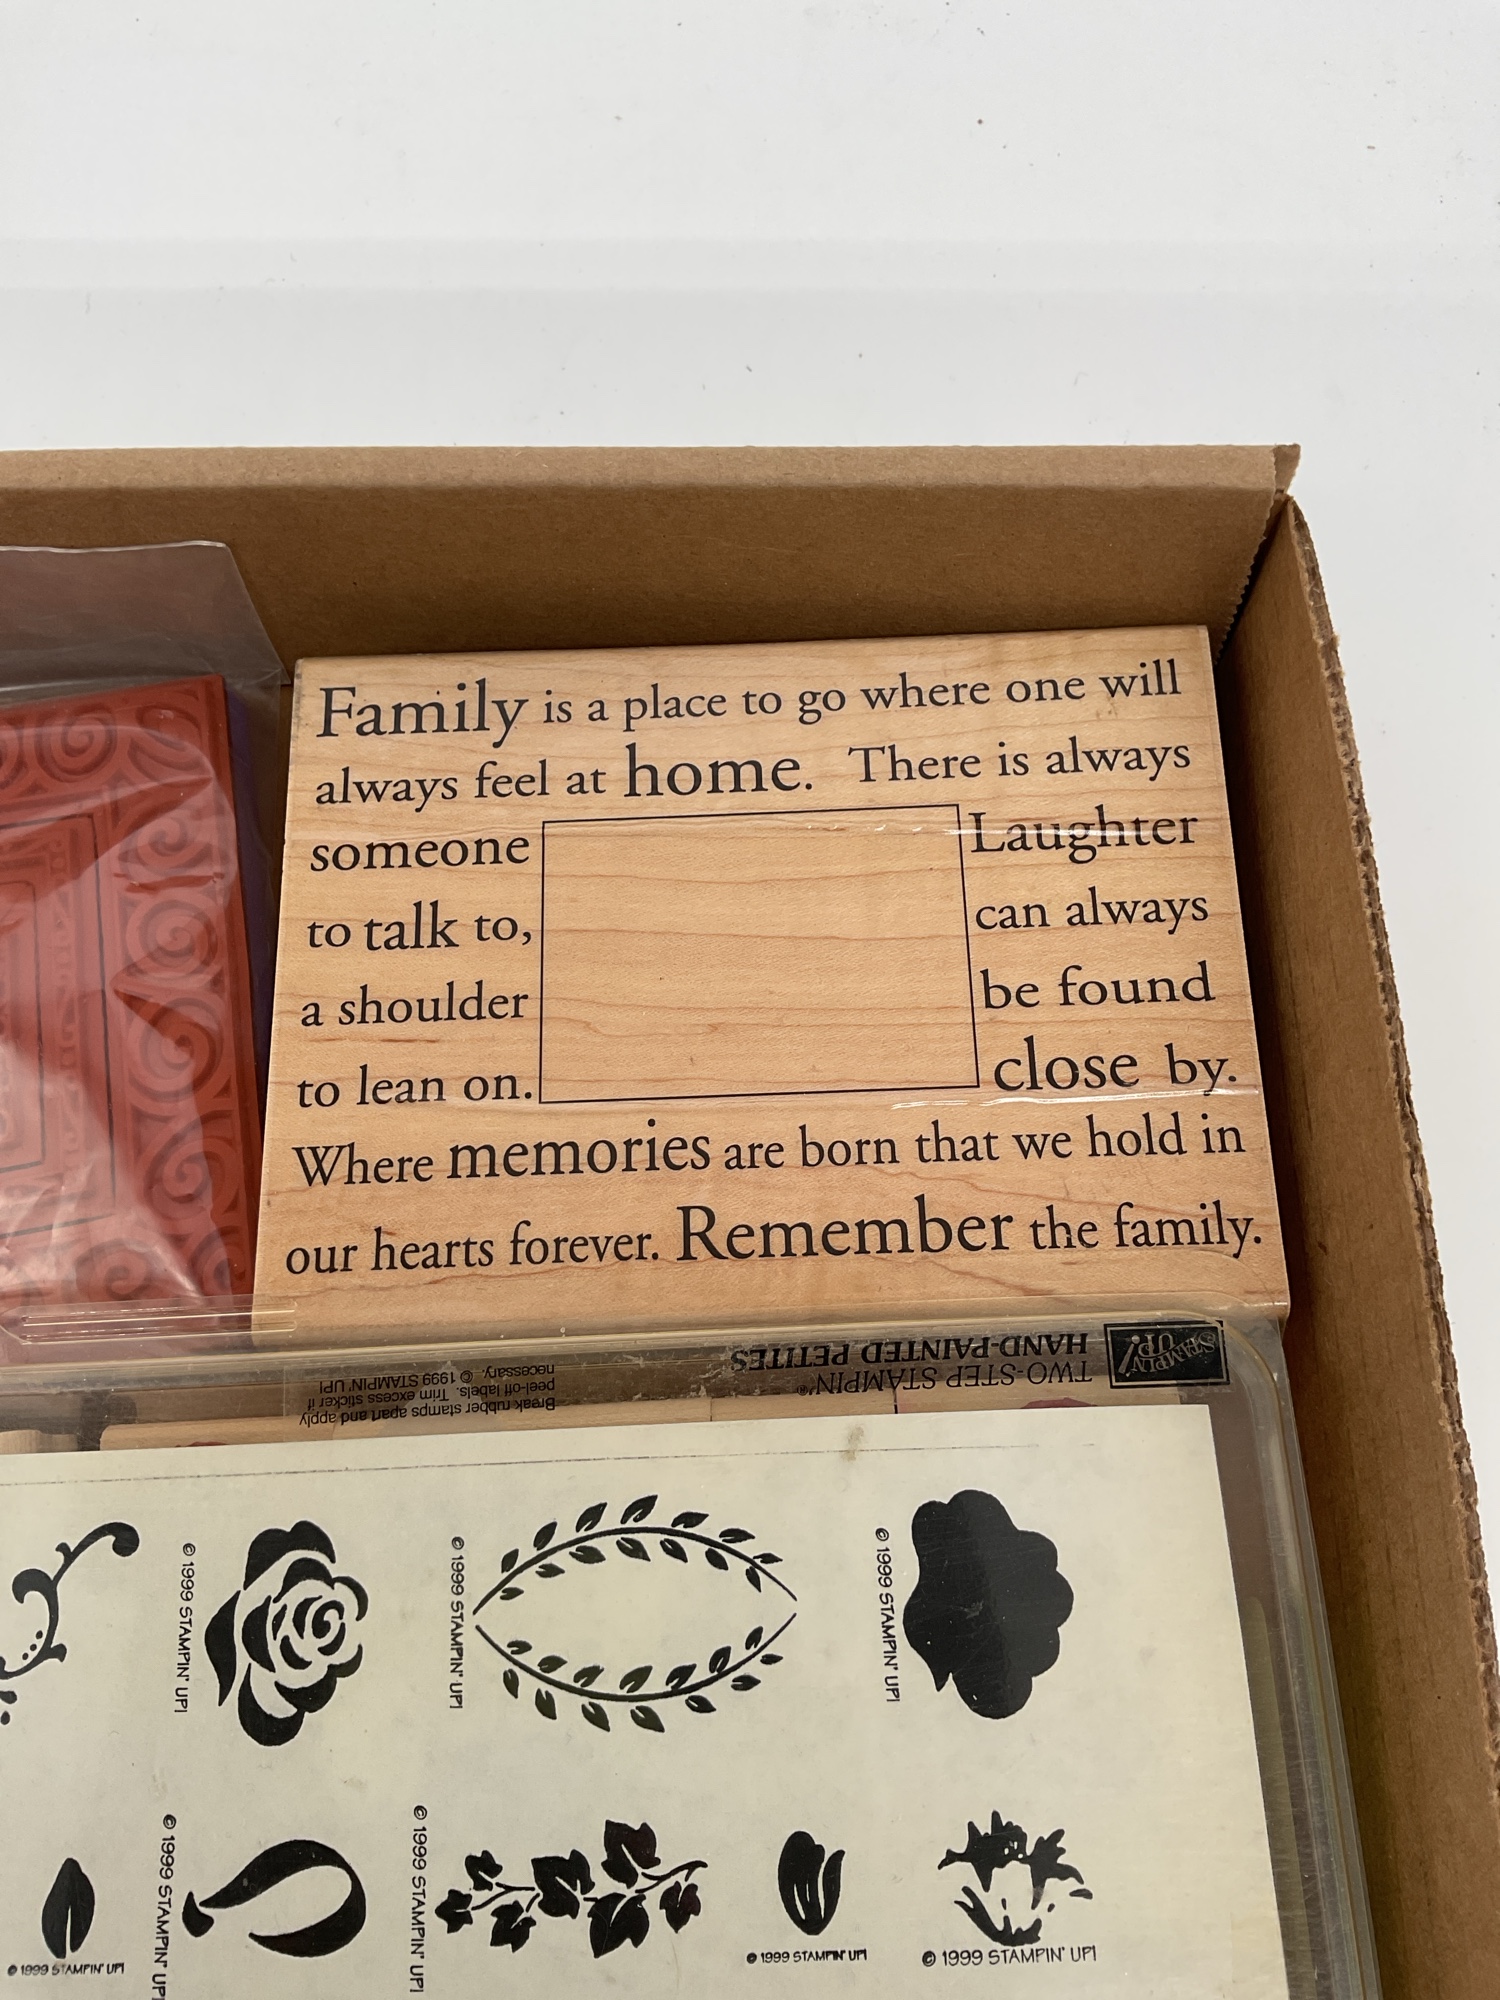 Family is a place to go where one will
always feel at home. There is always
someone
to talk to,
a shoulder
to lean on.
Laughter
can always
be found
close by.
Where memories are born that we hold in
our hearts forever. Remember the family.
STAMPIN' UP!
TWO-STEP STAMPIN'®
HAND-PAINTED PETITES
Break rubber stamps apart and apply
peel-off labels. Trim excess sticker if
necessary. © 1999 STAMPIN' UP!
© 1999 STAMPIN' UP!
© 1999 STAMPIN' UP!
© 1999 STAMPIN' UP!
© 1999 STAMPIN' UP!
© 1999 STAMPIN' UP!
© 1999 STAMPIN' UP!
© 1999 STAMPIN' UP!
© 1999 STAMPIN' UP!